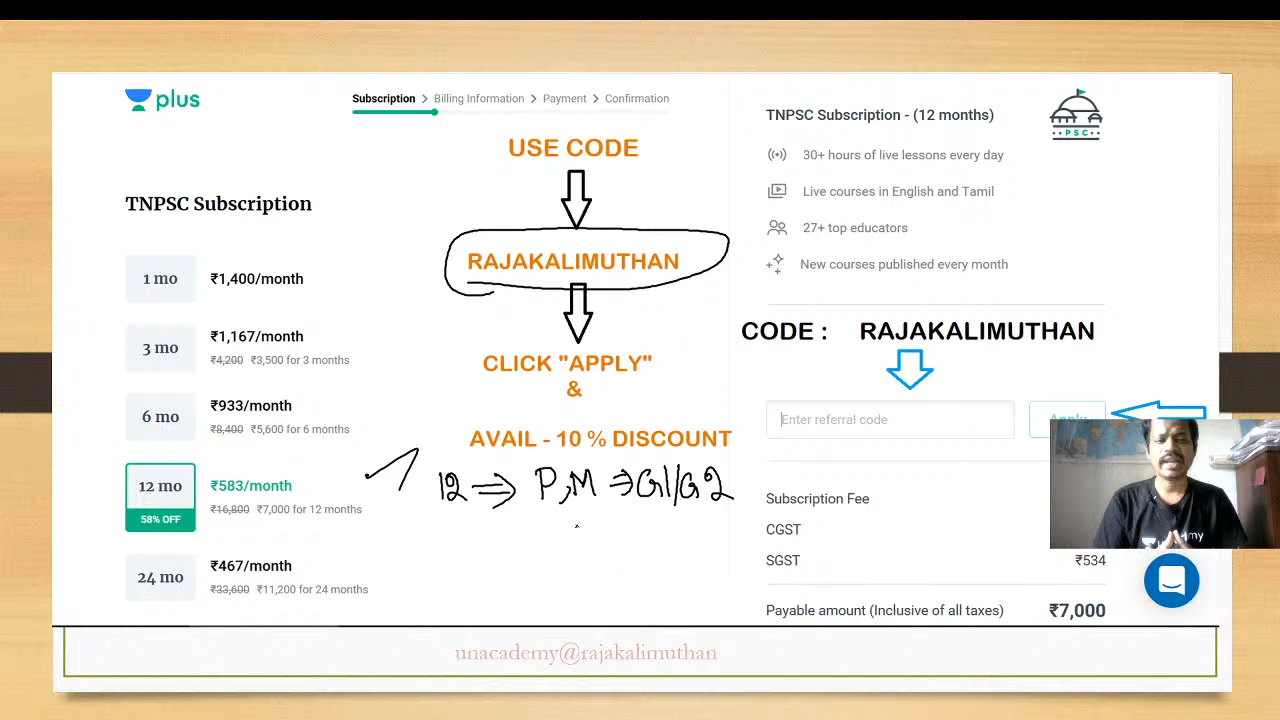 plus
Subscription > Billing Information > Payment > Confirmation
USE CODE
RAJAKALIMUTHAN
CLICK "APPLY"
&
AVAIL - 10 % DISCOUNT
12 ⇒ P,M ⇒ G1/G2
TNPSC Subscription
1 mo ₹1,400/month
3 mo ₹1,167/month
₹4,200 ₹3,500 for 3 months
6 mo ₹933/month
₹8,400 ₹5,600 for 6 months
12 mo ₹583/month
58% OFF ₹16,800 ₹7,000 for 12 months
24 mo ₹467/month
₹33,600 ₹11,200 for 24 months
TNPSC Subscription - (12 months)
PSC
30+ hours of live lessons every day
Live courses in English and Tamil
27+ top educators
New courses published every month
CODE : RAJAKALIMUTHAN
Enter referral code Apply
Subscription Fee
CGST
SGST ₹534
Payable amount (Inclusive of all taxes) ₹7,000
unacademy@rajakalimuthan